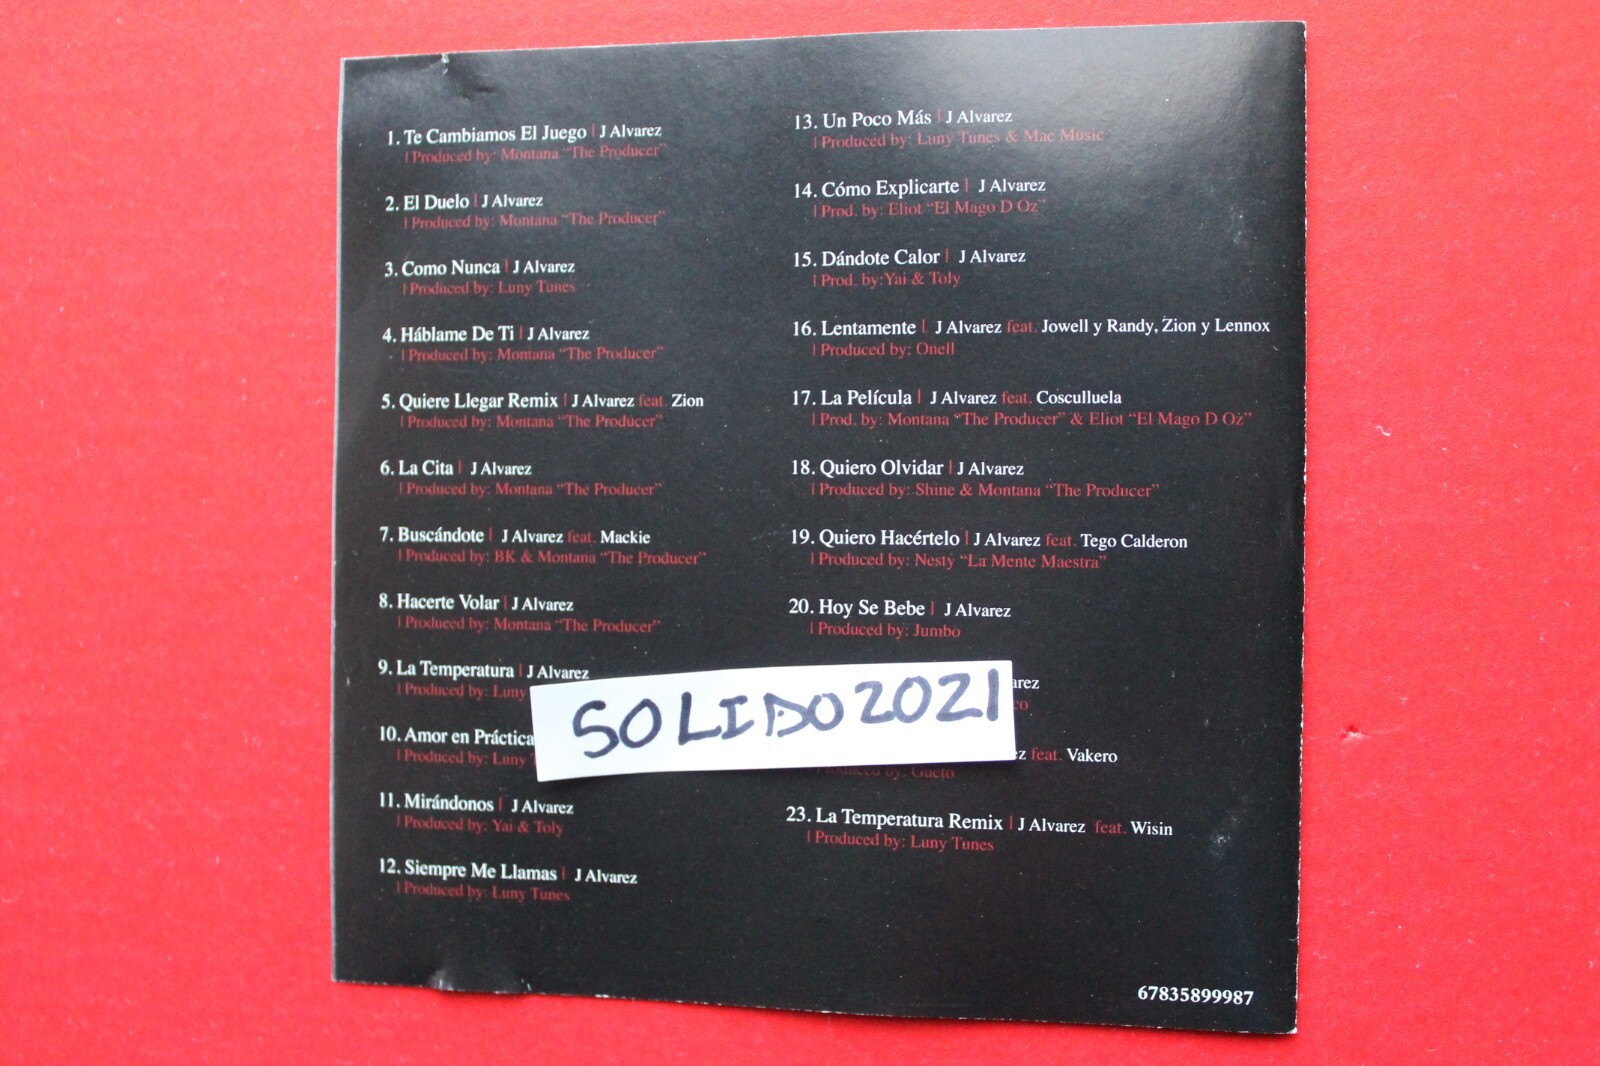 1. Te Cambiamos El Juego | J Alvarez
| Produced by: Montana "The Producer"
2. El Duelo | J Alvarez
| Produced by: Montana "The Producer"
3. Como Nunca | J Alvarez
| Produced by: Luny Tunes
4. Háblame De Ti | J Alvarez
| Produced by: Montana "The Producer"
5. Quiere Llegar Remix | J Alvarez feat. Zion
| Produced by: Montana "The Producer"
6. La Cita | J Alvarez
| Produced by: Montana "The Producer"
7. Buscándote | J Alvarez feat. Mackie
| Produced by: BK & Montana "The Producer"
8. Hacerte Volar | J Alvarez
| Produced by: Montana "The Producer"
9. La Temperatura | J Alvarez
| Produced by: Luny
10. Amor en Práctica
| Produced by: Luny
11. Mirándonos | J Alvarez
| Produced by: Yai & Toly
12. Siempre Me Llamas | J Alvarez
| Produced by: Luny Tunes
13. Un Poco Más | J Alvarez
| Produced by: Luny Tunes & Mac Music
14. Cómo Explicarte | J Alvarez
| Prod. by: Eliot "El Mago D Oz"
15. Dándote Calor | J Alvarez
| Prod. by:Yai & Toly
16. Lentamente | J Alvarez feat. Jowell y Randy, Zion y Lennox
| Produced by: Onell
17. La Película | J Alvarez feat. Cosculluela
| Prod. by: Montana "The Producer" & Eliot "El Mago D Oz"
18. Quiero Olvidar | J Alvarez
| Produced by: Shine & Montana "The Producer"
19. Quiero Hacértelo | J Alvarez feat. Tego Calderon
| Produced by: Nesty "La Mente Maestra"
20. Hoy Se Bebe | J Alvarez
| Produced by: Jumbo
arez
co
ez feat. Vakero
| Produced by: Gueto
23. La Temperatura Remix | J Alvarez feat. Wisin
| Produced by: Luny Tunes
SOLIDO2021
67835899987